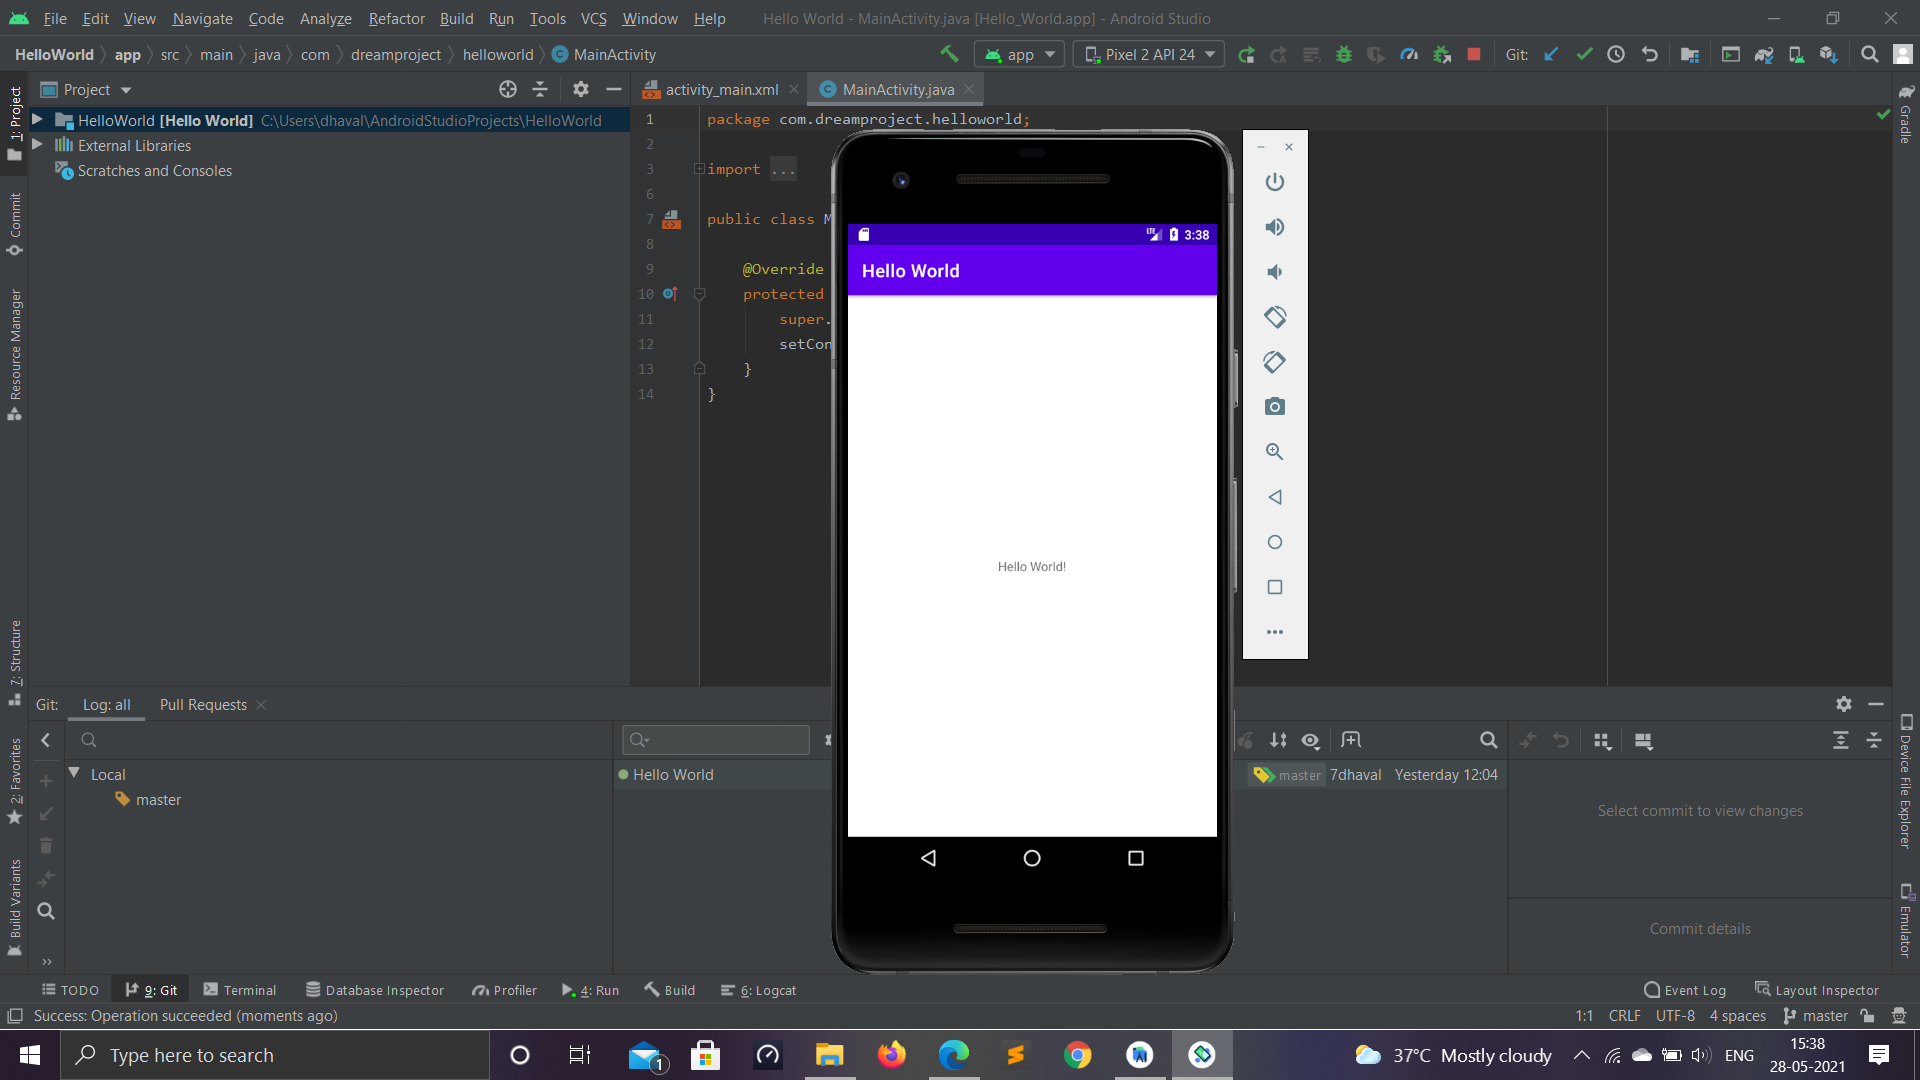 File Edit View Navigate Code Analyze Refactor Build Run Tools VCS Window Help Hello World - MainActivity.java [Hello_World.app] - Android Studio
HelloWorld app src main java com dreamproject helloworld MainActivity app Pixel 2 API 24 Git:
Project
activity_main.xml MainActivity.java
HelloWorld [Hello World] C:\Users\dhaval\AndroidStudioProjects\HelloWorld
External Libraries
Scratches and Consoles
1: Project
Commit
Resource Manager
7: Structure
2: Favorites
Build Variants
1 package com.dreamproject.helloworld;
2
3 import ...
6
7 public class M
8
9 @Override
10 protected
11 super.
12 setCon
13 }
14 }
LTE 3:38
Hello World
Hello World!
Gradle
Device File Explorer
Emulator
Git: Log: all Pull Requests
Local
master
Hello World master 7dhaval Yesterday 12:04
Select commit to view changes
Commit details
TODO 9: Git Terminal Database Inspector Profiler 4: Run Build 6: Logcat Event Log Layout Inspector
Success: Operation succeeded (moments ago) 1:1 CRLF UTF-8 4 spaces master
Type here to search 1 37°C Mostly cloudy ENG 15:38
28-05-2021